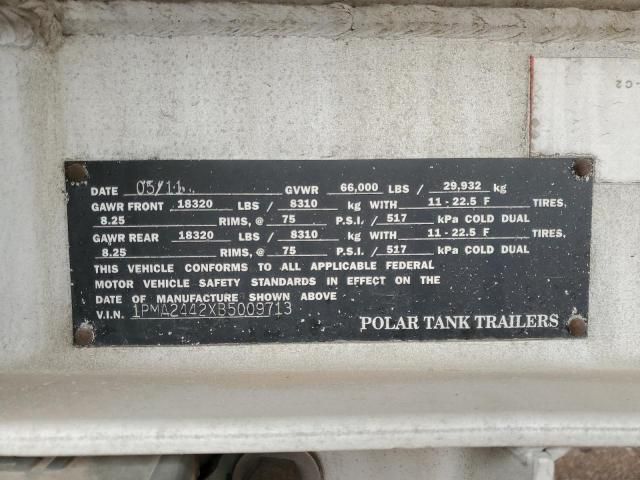 DATE 05/11 GVWR 66,000 LBS / 29,932 kg
GAWR FRONT 18320 LBS / 8310 kg WITH 11 - 22.5 F TIRES,
8.25 RIMS, @ 75 P.S.I. / 517 kPa COLD DUAL
GAWR REAR 18320 LBS / 8310 kg WITH 11 - 22.5 F TIRES,
8.25 RIMS, @ 75 P.S.I. / 517 kPa COLD DUAL
THIS VEHICLE CONFORMS TO ALL APPLICABLE FEDERAL
MOTOR VEHICLE SAFETY STANDARDS IN EFFECT ON THE
DATE OF MANUFACTURE SHOWN ABOVE
V.I.N. 1PMA2442XB5009713
POLAR TANK TRAILERS